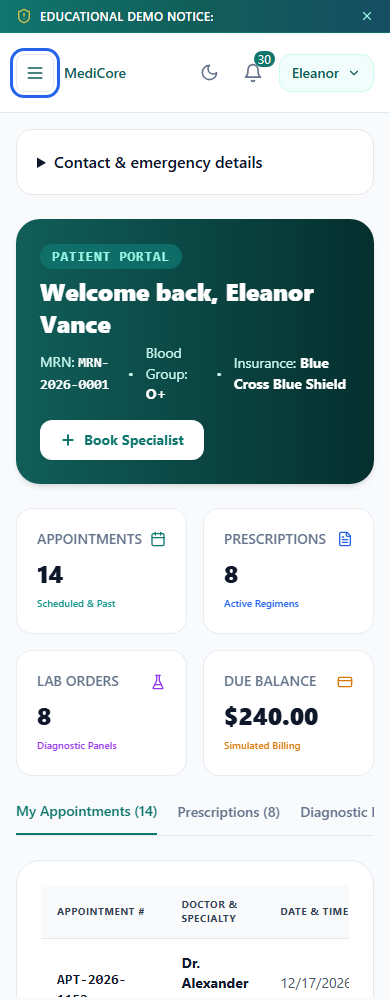 EDUCATIONAL DEMO NOTICE:
MediCore
30
Eleanor
Contact & emergency details
PATIENT PORTAL
Welcome back, Eleanor
Vance
MRN: MRN-
2026-0001
•
Blood
Group:
O+
•
Insurance: Blue
Cross Blue Shield
Book Specialist
APPOINTMENTS
14
Scheduled & Past
PRESCRIPTIONS
8
Active Regimens
LAB ORDERS
8
Diagnostic Panels
DUE BALANCE
$240.00
Simulated Billing
My Appointments (14)
Prescriptions (8)
Diagnostic
APPOINTMENT #
DOCTOR &
SPECIALTY
DATE & TIME
APT-2026-
Dr.
Alexander
12/17/2026